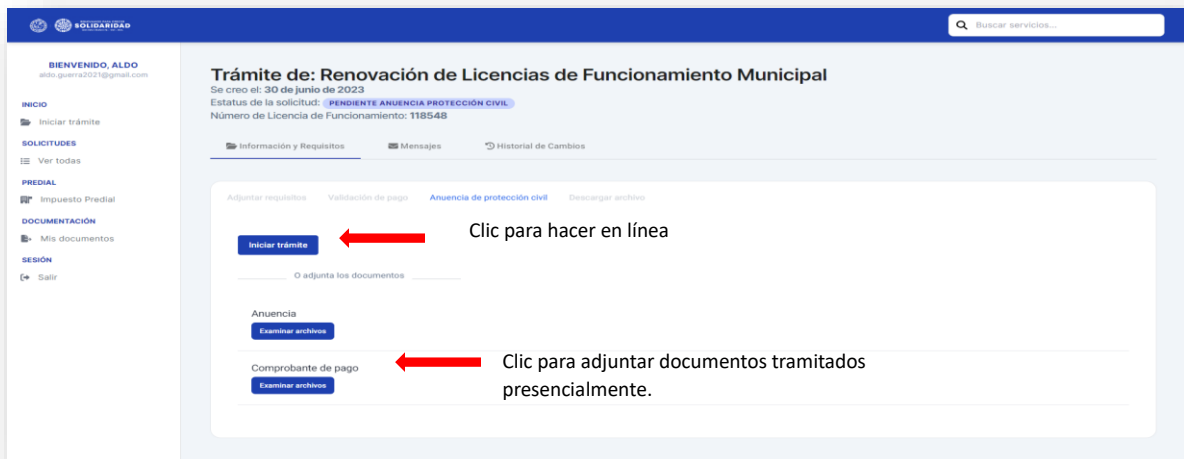 SOLIDARIDAD
Buscar servicios...
BIENVENIDO, ALDO
aldo.guerra2021@gmail.com
INICIO
Iniciar trámite
SOLICITUDES
Ver todas
PREDIAL
Impuesto Predial
DOCUMENTACIÓN
Mis documentos
SESIÓN
Salir
Trámite de: Renovación de Licencias de Funcionamiento Municipal
Se creo el: 30 de junio de 2023
Estatus de la solicitud: PENDIENTE ANUENCIA PROTECCIÓN CIVIL
Número de Licencia de Funcionamiento: 118548
Información y Requisitos Mensajes Historial de Cambios
Adjuntar requisitos Validación de pago Anuencia de protección civil Descargar archivo
Iniciar trámite
Clic para hacer en línea
O adjunta los documentos
Anuencia
Examinar archivos
Comprobante de pago
Examinar archivos
Clic para adjuntar documentos tramitados
presencialmente.